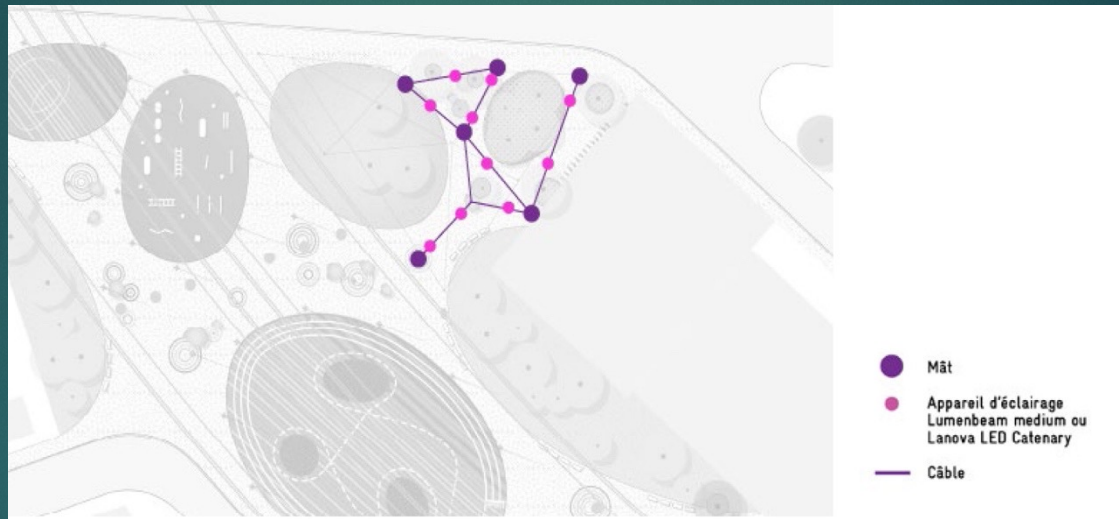 Mât
Appareil d'éclairage
Lumenbeam medium ou
Lanova LED Catenary
Câble